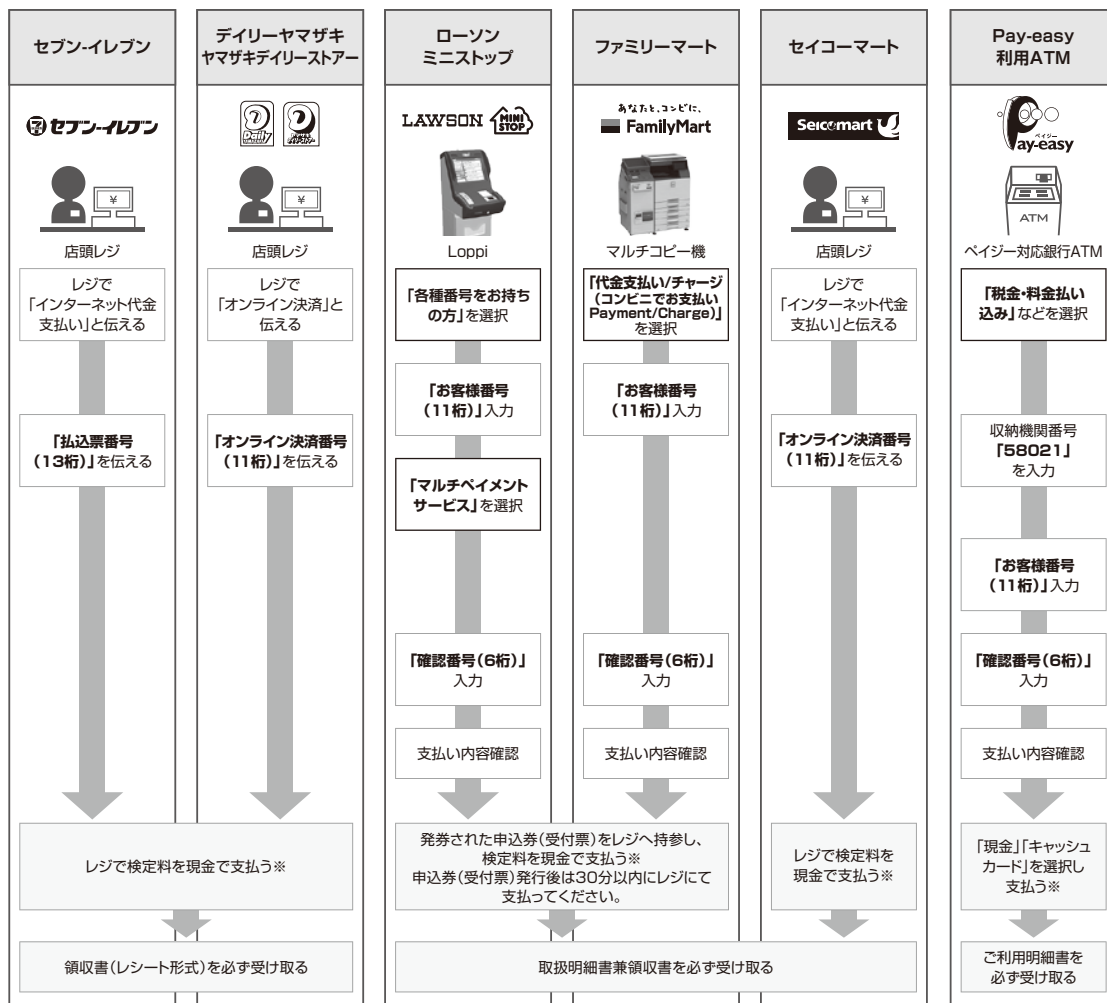 セブン-イレブン
デイリーヤマザキ
ヤマザキデイリーストアー
ローソン
ミニストップ
ファミリーマート
セイコーマート
Pay-easy
利用ATM
セブン-イレブン
Daily
LAWSON
MINI
STOP
あなたと、コンビに、
FamilyMart
Seicomart
ペイジー
Pay-easy
¥
¥
¥
ATM
店頭レジ
店頭レジ
Loppi
マルチコピー機
店頭レジ
ペイジー対応銀行ATM
レジで
「インターネット代金
支払い」と伝える
レジで
「オンライン決済」と
伝える
「各種番号をお持ち
の方」を選択
「代金支払い/チャージ
(コンビニでお支払い
Payment/Charge)」
を選択
レジで
「インターネット代金
支払い」と伝える
「税金・料金払い
込み」などを選択
「お客様番号
(11桁)」入力
「お客様番号
(11桁)」入力
「払込票番号
(13桁)」を伝える
「オンライン決済番号
(11桁)」を伝える
「マルチペイメント
サービス」を選択
「オンライン決済番号
(11桁)」を伝える
収納機関番号
「58021」
を入力
「お客様番号
(11桁)」入力
「確認番号(6桁)」
入力
「確認番号(6桁)」
入力
「確認番号(6桁)」
入力
支払い内容確認
支払い内容確認
支払い内容確認
レジで検定料を現金で支払う※
発券された申込券(受付票)をレジへ持参し、
検定料を現金で支払う※
申込券(受付票)発行後は30分以内にレジにて
支払ってください。
レジで検定料を
現金で支払う※
「現金」「キャッシュ
カード」を選択し
支払う※
領収書(レシート形式)を必ず受け取る
取扱明細書兼領収書を必ず受け取る
ご利用明細書を
必ず受け取る